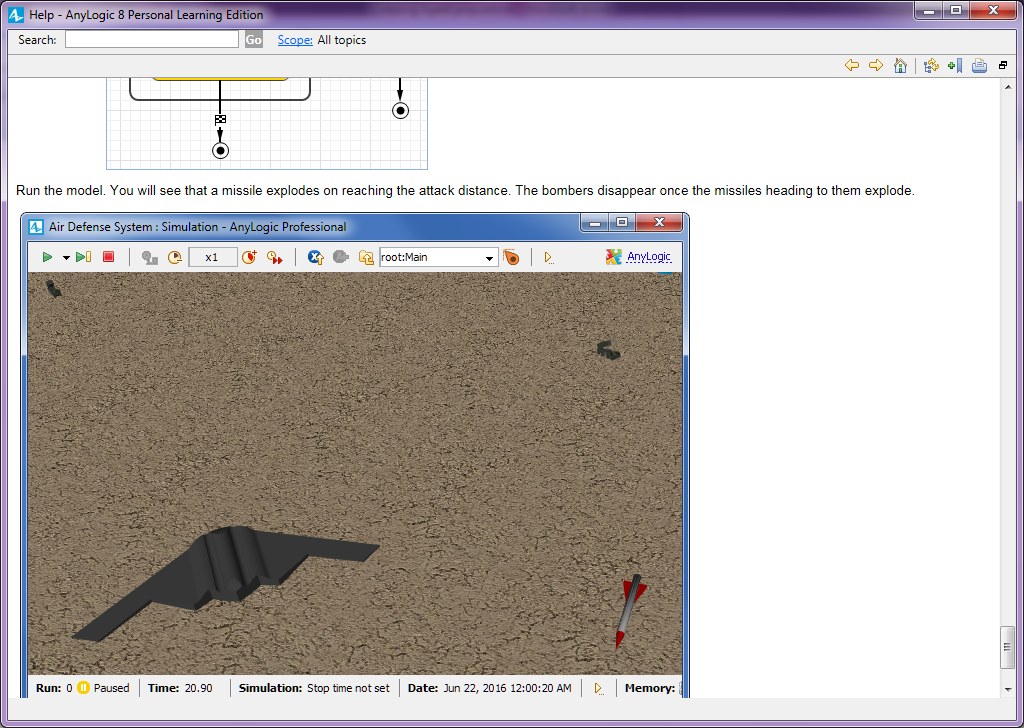 Help - AnyLogic 8 Personal Learning Edition
Search: Go Scope: All topics
Run the model. You will see that a missile explodes on reaching the attack distance. The bombers disappear once the missiles heading to them explode.
Air Defense System : Simulation - AnyLogic Professional
x1 root:Main AnyLogic
Run: 0 Paused Time: 20.90 Simulation: Stop time not set Date: Jun 22, 2016 12:00:20 AM Memory: